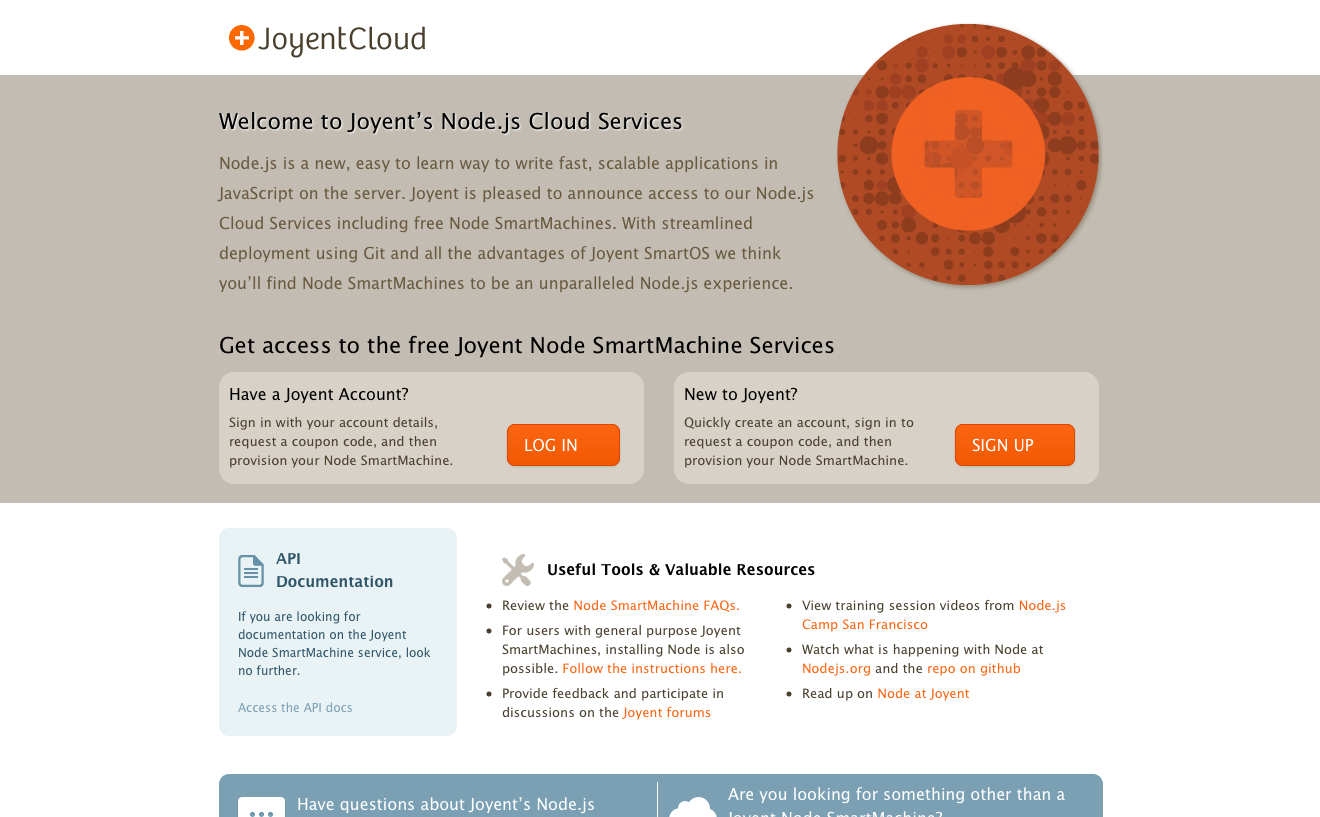 JoyentCloud
Welcome to Joyent’s Node.js Cloud Services
Node.js is a new, easy to learn way to write fast, scalable applications in
JavaScript on the server. Joyent is pleased to announce access to our Node.js
Cloud Services including free Node SmartMachines. With streamlined
deployment using Git and all the advantages of Joyent SmartOS we think
you’ll find Node SmartMachines to be an unparalleled Node.js experience.
Get access to the free Joyent Node SmartMachine Services
Have a Joyent Account?
Sign in with your account details,
request a coupon code, and then
provision your Node SmartMachine.
LOG IN
New to Joyent?
Quickly create an account, sign in to
request a coupon code, and then
provision your Node SmartMachine.
SIGN UP
API
Documentation
If you are looking for
documentation on the Joyent
Node SmartMachine service, look
no further.
Access the API docs
Useful Tools & Valuable Resources
Review the Node SmartMachine FAQs.
For users with general purpose Joyent
SmartMachines, installing Node is also
possible. Follow the instructions here.
Provide feedback and participate in
discussions on the Joyent forums
View training session videos from Node.js
Camp San Francisco
Watch what is happening with Node at
Nodejs.org and the repo on github
Read up on Node at Joyent
Have questions about Joyent’s Node.js
Are you looking for something other than a
Joyent Node SmartMachine?